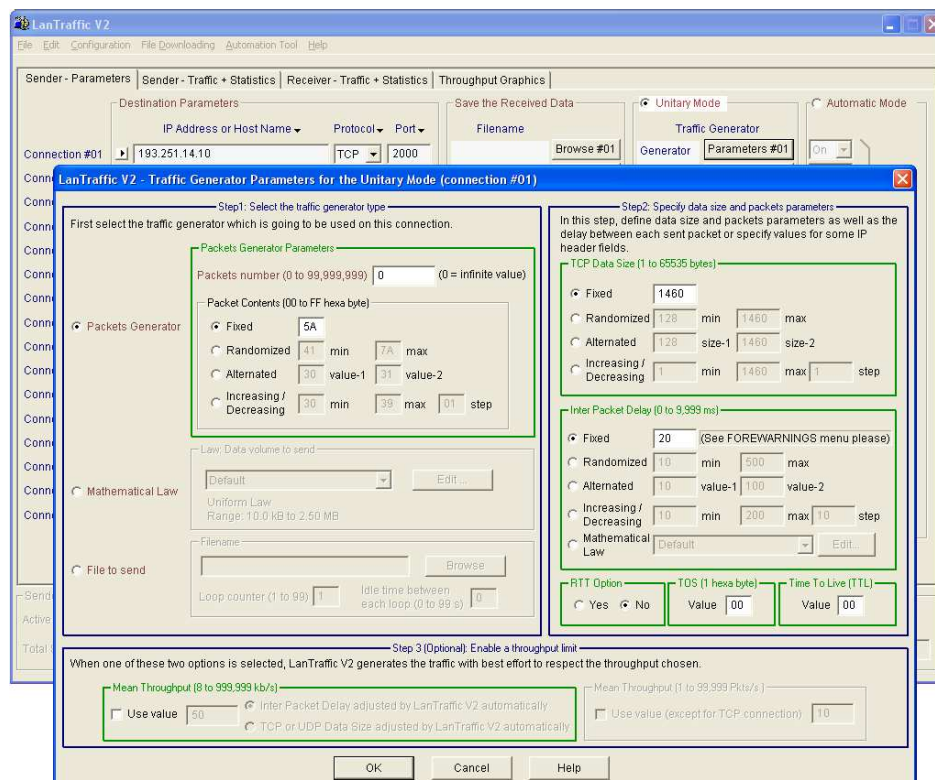 LanTraffic V2
File Edit Configuration File Downloading Automation Tool Help
Sender - Parameters Sender - Traffic + Statistics Receiver - Traffic + Statistics Throughput Graphics
Destination Parameters Save the Received Data Unitary Mode Automatic Mode
IP Address or Host Name Protocol Port Filename Traffic Generator
Connection #01 193.251.14.10 TCP 2000 Browse #01 Generator Parameters #01 On
LanTraffic V2 - Traffic Generator Parameters for the Unitary Mode (connection #01)
Step1: Select the traffic generator type
First select the traffic generator which is going to be used on this connection.
Packets Generator
Packets Generator Parameters
Packets number (0 to 99,999,999) 0 (0 = infinite value)
Packet Contents (00 to FF hexa byte)
Fixed 5A
Randomized 41 min 7A max
Alternated 30 value-1 31 value-2
Increasing /
Decreasing 30 min 39 max 01 step
Mathematical Law
Law: Data volume to send
Default Edit...
Uniform Law
Range: 10.0 kB to 2.50 MB
File to send
Filename
Browse
Loop counter (1 to 99) 1 Idle time between
each loop (0 to 99 s) 0
Step2: Specify data size and packets parameters
In this step, define data size and packets parameters as well as the
delay between each sent packet or specify values for some IP
header fields.
TCP Data Size (1 to 65535 bytes)
Fixed 1460
Randomized 128 min 1460 max
Alternated 128 size-1 1460 size-2
Increasing /
Decreasing 1 min 1460 max 1 step
Inter Packet Delay (0 to 9,999 ms)
Fixed 20 (See FOREWARNINGS menu please)
Randomized 10 min 500 max
Alternated 10 value-1 100 value-2
Increasing /
Decreasing 10 min 200 max 10 step
Mathematical
Law Default Edit...
RTT Option TOS (1 hexa byte) Time To Live (TTL)
Yes No Value 00 Value 00
Step 3 (Optional): Enable a throughput limit
When one of these two options is selected, LanTraffic V2 generates the traffic with best effort to respect the throughput chosen.
Mean Throughput (8 to 999,999 kb/s)
Use value 50 Inter Packet Delay adjusted by LanTraffic V2 automatically
TCP or UDP Data Size adjusted by LanTraffic V2 automatically
Mean Throughput (1 to 99,999 Pkts/s )
Use value (except for TCP connection) 10
OK Cancel Help